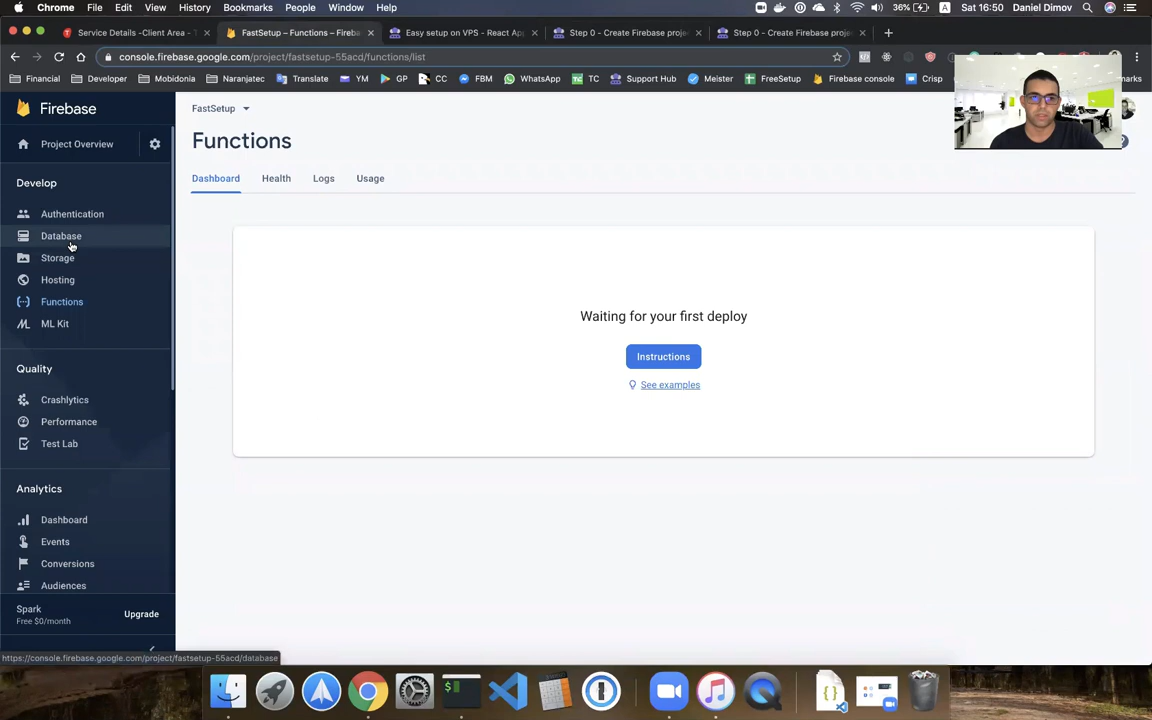 Chrome File Edit View History Bookmarks People Window Help 36% A Sat 16:50 Daniel Dimov
Service Details -Client Area - T FastSetup – Functions – Fireba Easy setup on VPS - React App Step 0 - Create Firebase proje Step 0 - Create Firebase proje
console.firebase.google.com/project/fastsetup-55acd/functions/list
Financial Developer Mobidonia Naranjatec Translate YM GP CC FBM WhatsApp TC Support Hub Meister FreeSetup Firebase console Crisp
Firebase
Project Overview
Develop
Authentication
Database
Storage
Hosting
Functions
ML Kit
Quality
Crashlytics
Performance
Test Lab
Analytics
Dashboard
Events
Conversions
Audiences
Spark
Free $0/month
Upgrade
FastSetup
Functions
Dashboard Health Logs Usage
Waiting for your first deploy
Instructions
See examples
https://console.firebase.google.com/project/fastsetup-55acd/database